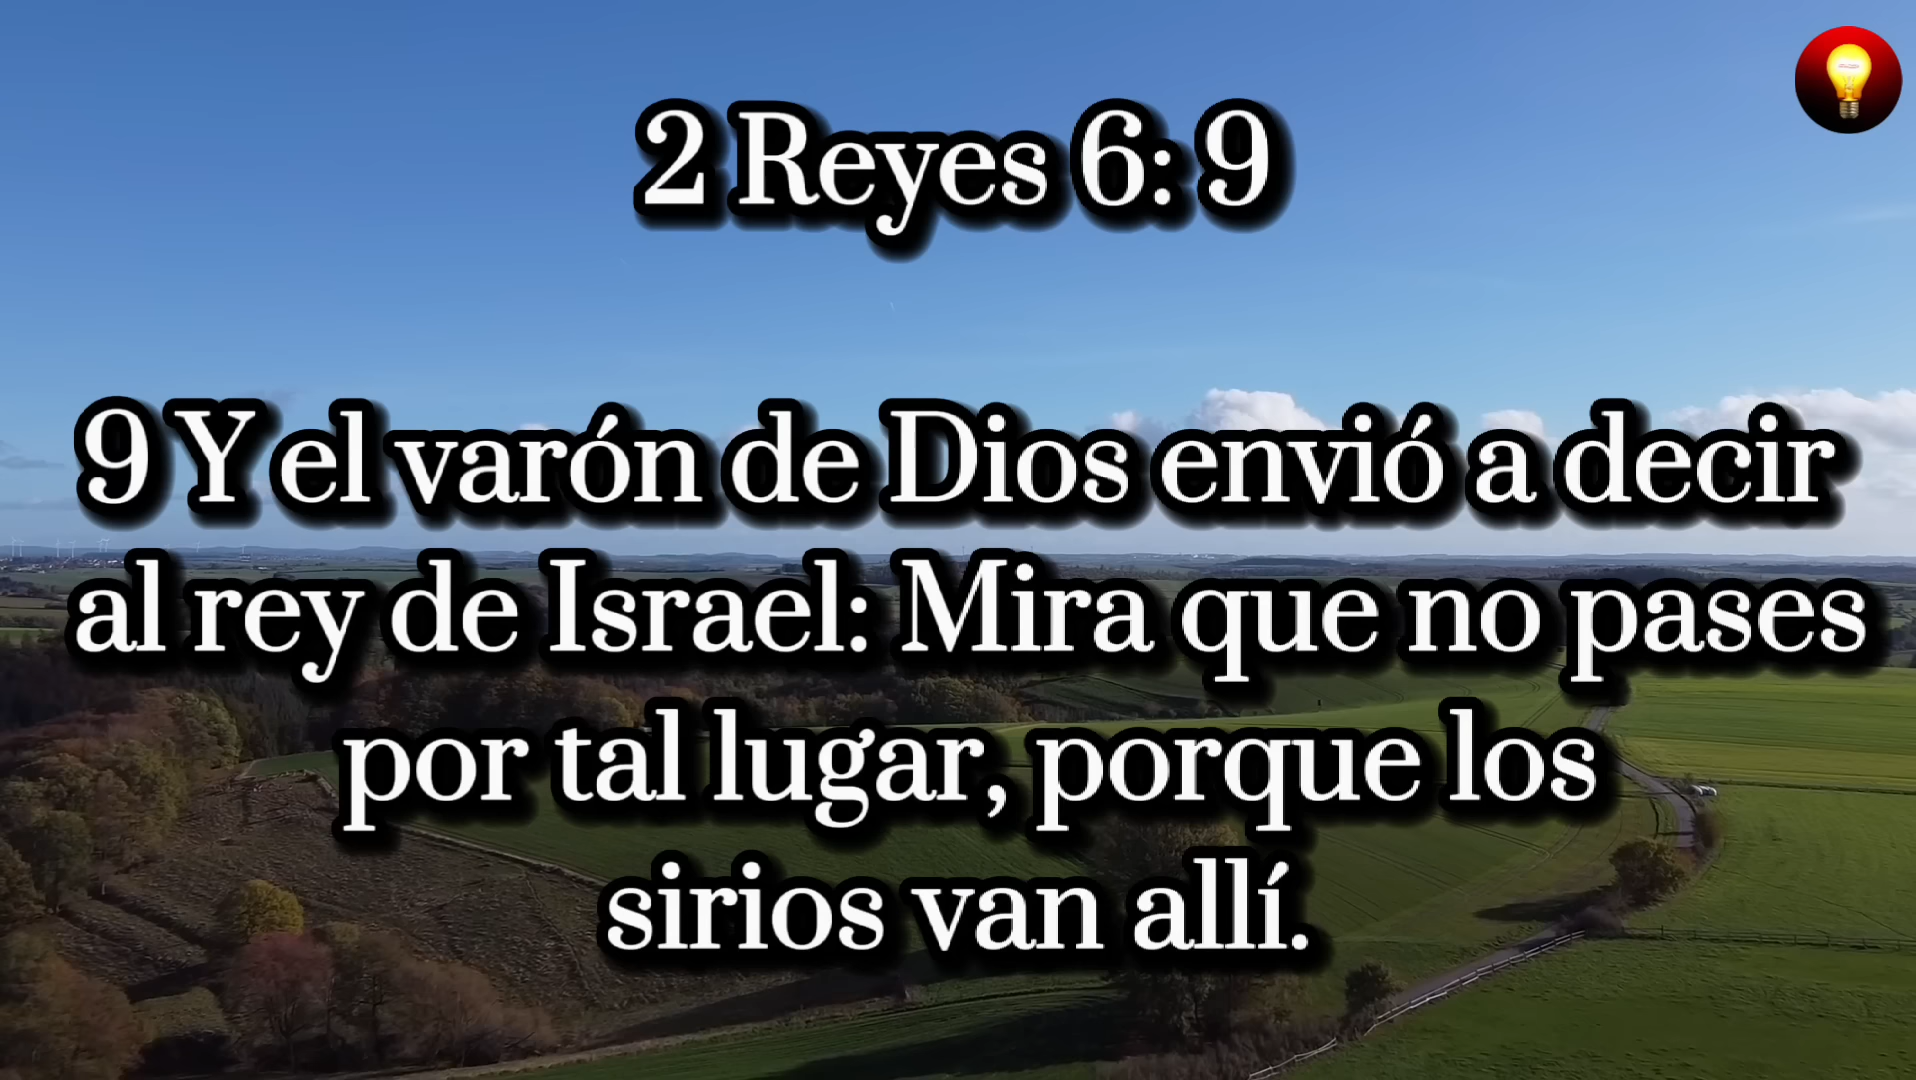 2 Reyes 6: 9
9 Y el varón de Dios envió a decir
al rey de Israel: Mira que no pases
por tal lugar, porque los
sirios van allí.